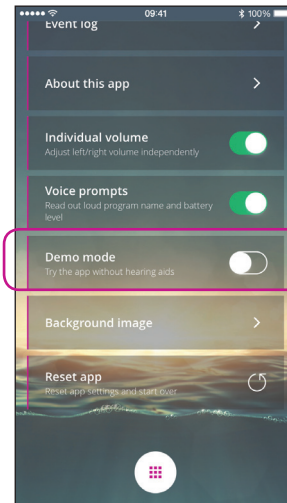 09:41
100%
Event log
About this app
Individual volume
Adjust left/right volume independently
Voice prompts
Read out loud program name and battery
level
Demo mode
Try the app without hearing aids
Background image
Reset app
Reset app settings and start over